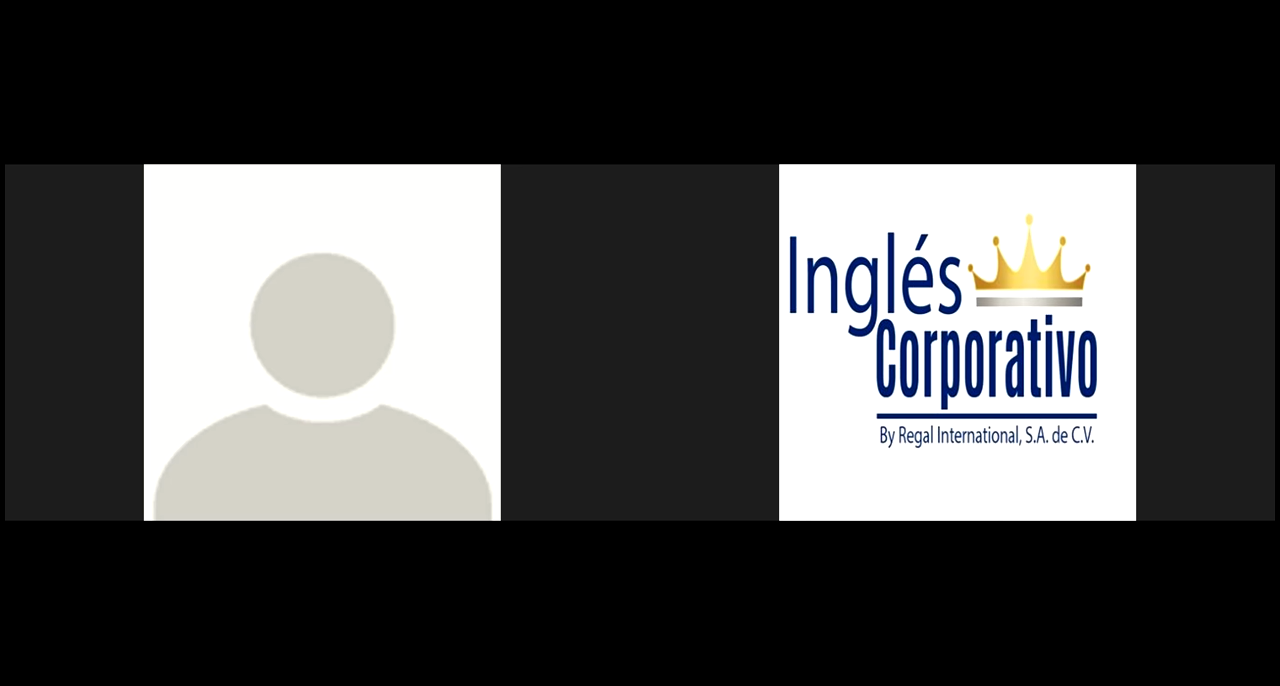 Inglés
Corporativo
By Regal International, S.A. de C.V.